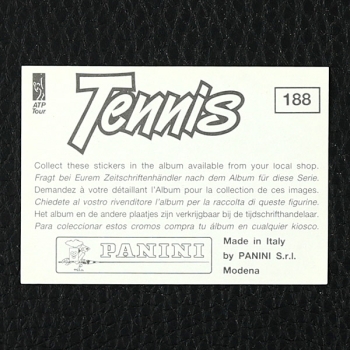 ATP
Tour
Tennis
188
Collect these stickers in the album available from your local shop.
Fragt bei Eurem Zeitschriftenhändler nach dem Album für diese Serie.
Demandez à votre détaillant l'Album pour la collection de ces images.
Chiedete al vostro rivenditore l'album per la raccolta di queste figurine.
Het album en de andere plaatjes zijn verkrijgbaar bij de tijdschrifthandelaar.
Para coleccionar estos cromos compra tu álbum en cualquier kiosco.
PANINI
Made in Italy
by PANINI S.r.l.
Modena